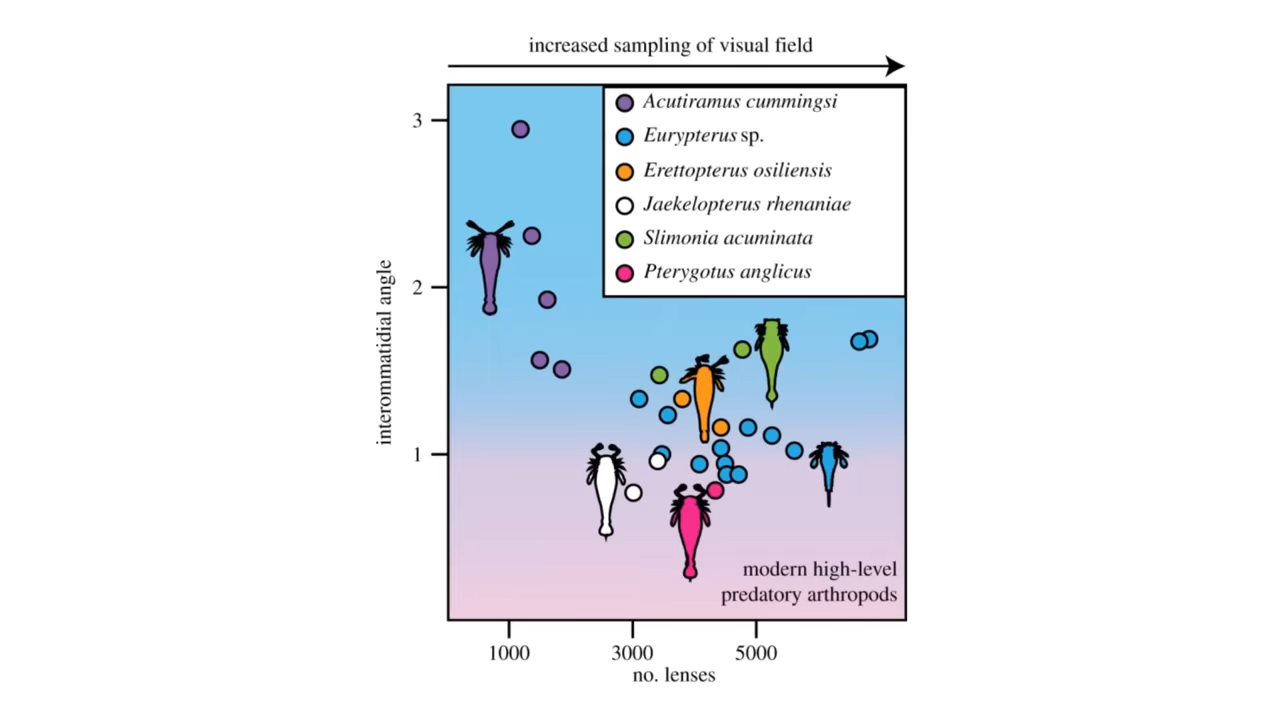 increased sampling of visual field
3
2
1
interommatidial angle
Acutiramus cummingsi
Eurypterus sp.
Erettopterus osiliensis
Jaekelopterus rhenaniae
Slimonia acuminata
Pterygotus anglicus
modern high-level
predatory arthropods
1000 3000 5000
no. lenses